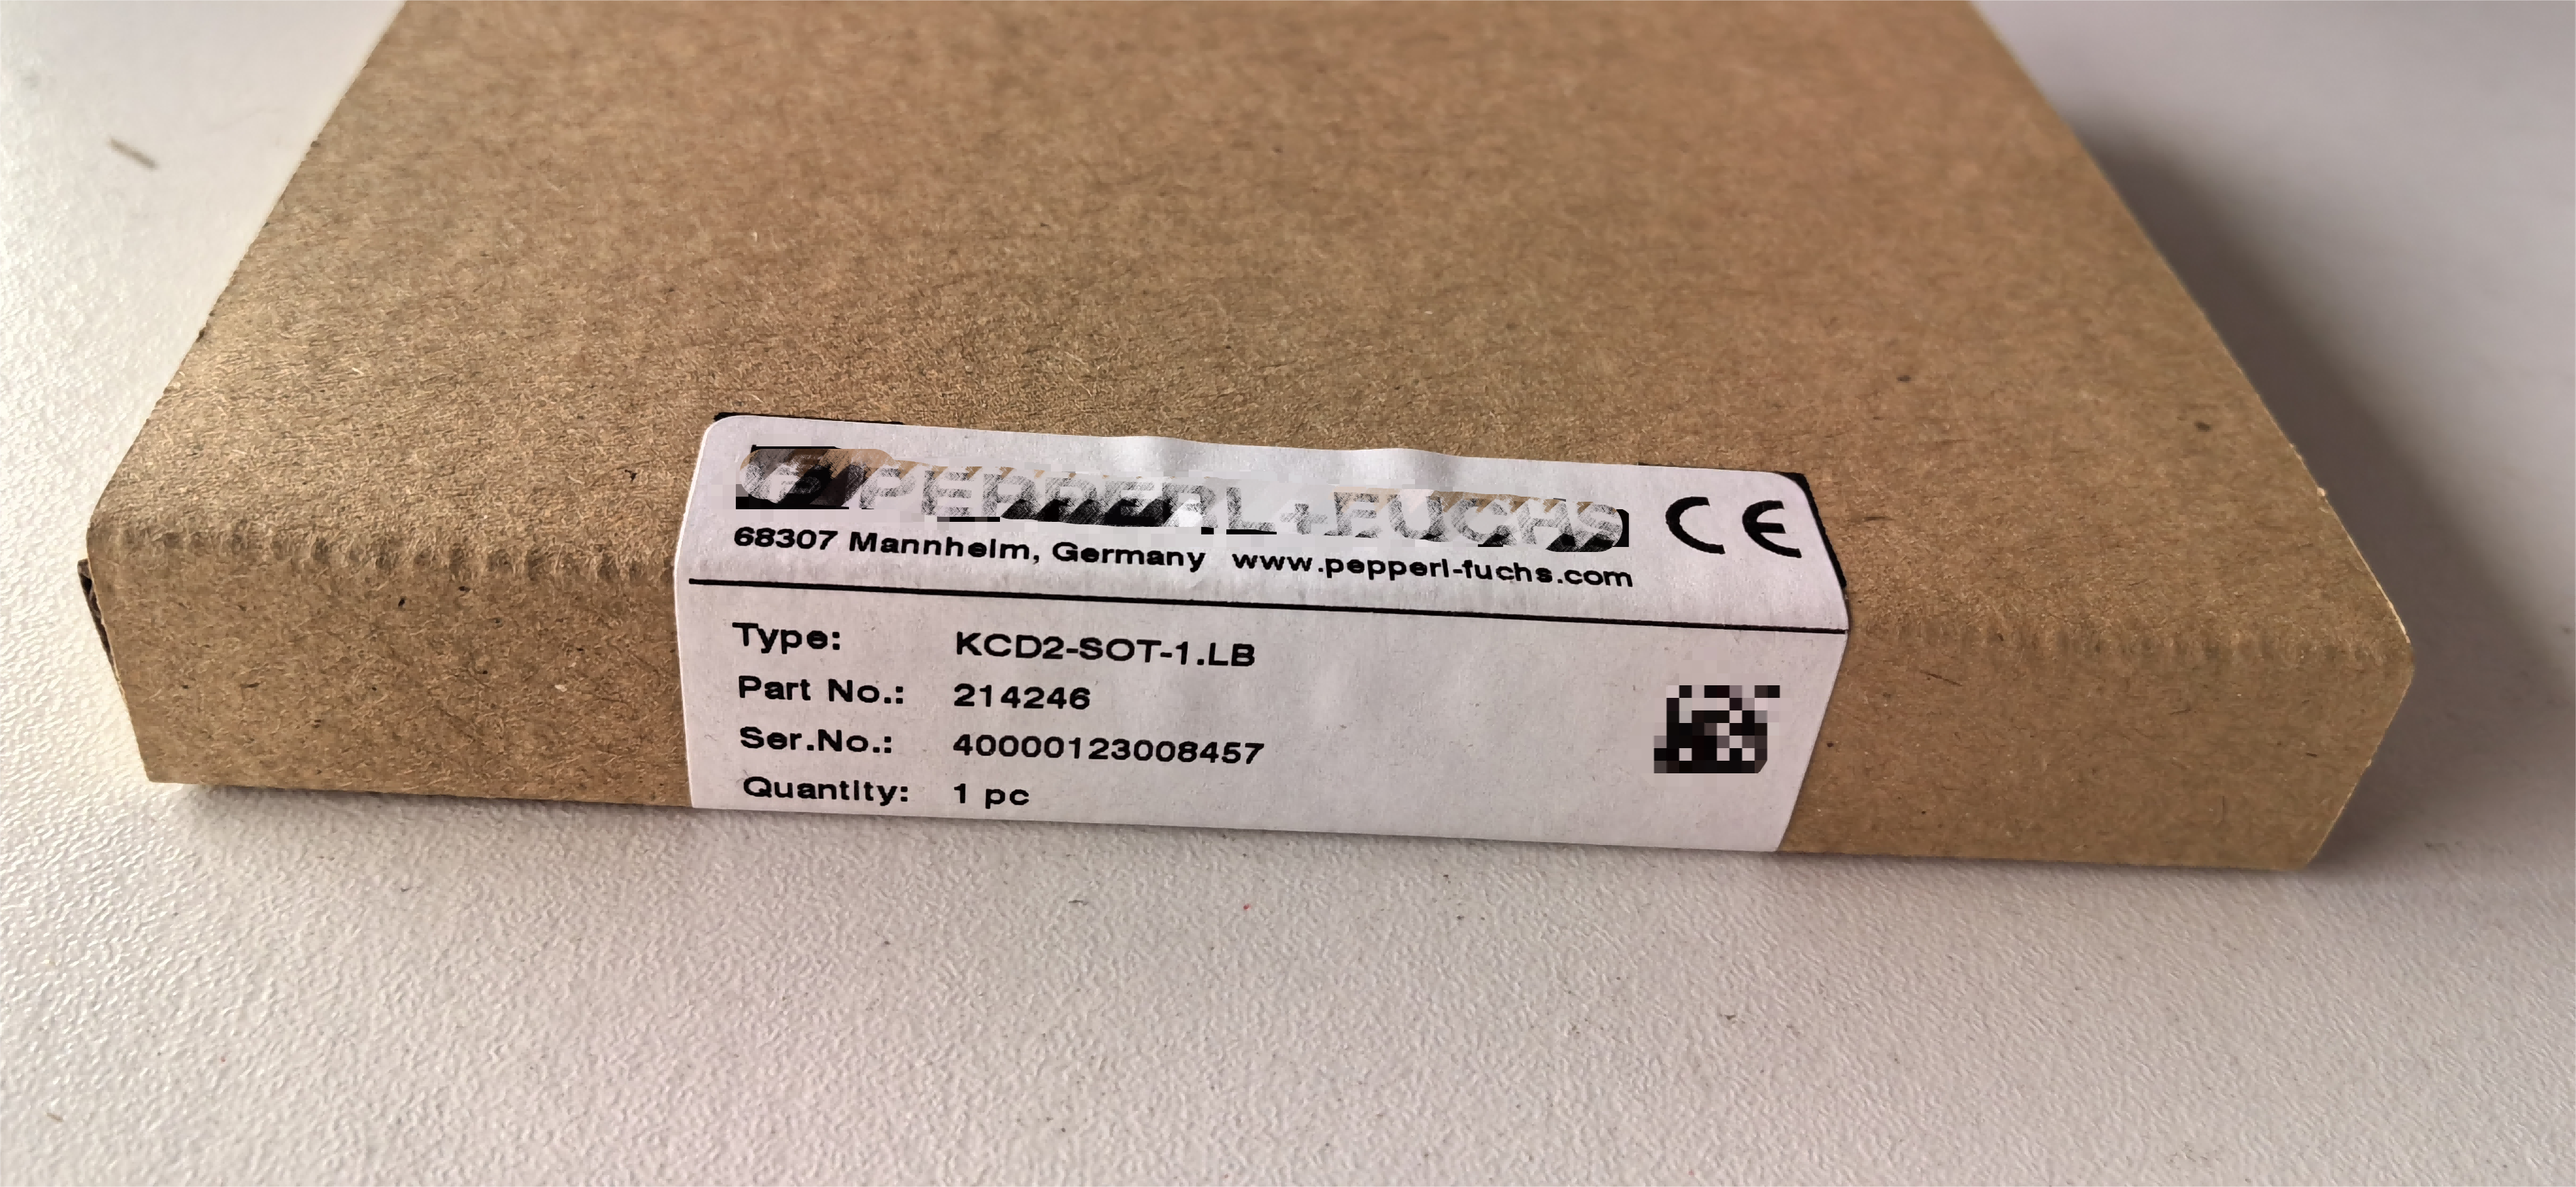 PEPPERL+FUCHS
CE
68307 Mannheim, Germany www.pepperl-fuchs.com
Type: KCD2-SOT-1.LB
Part No.: 214246
Ser.No.: 40000123008457
Quantity: 1 pc